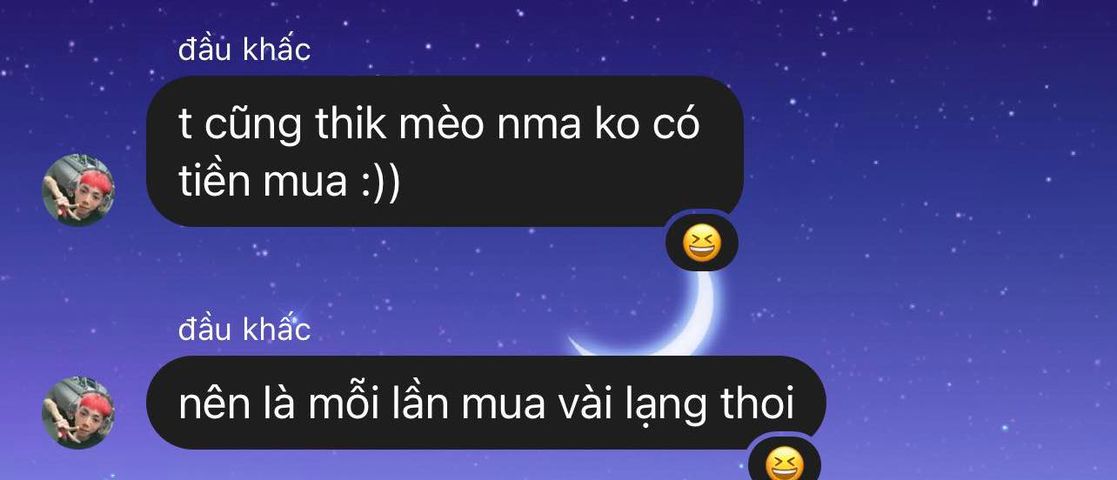 đầu khấc
t cũng thik mèo nma ko có
tiền mua :))
đầu khấc
nên là mỗi lần mua vài lạng thoi